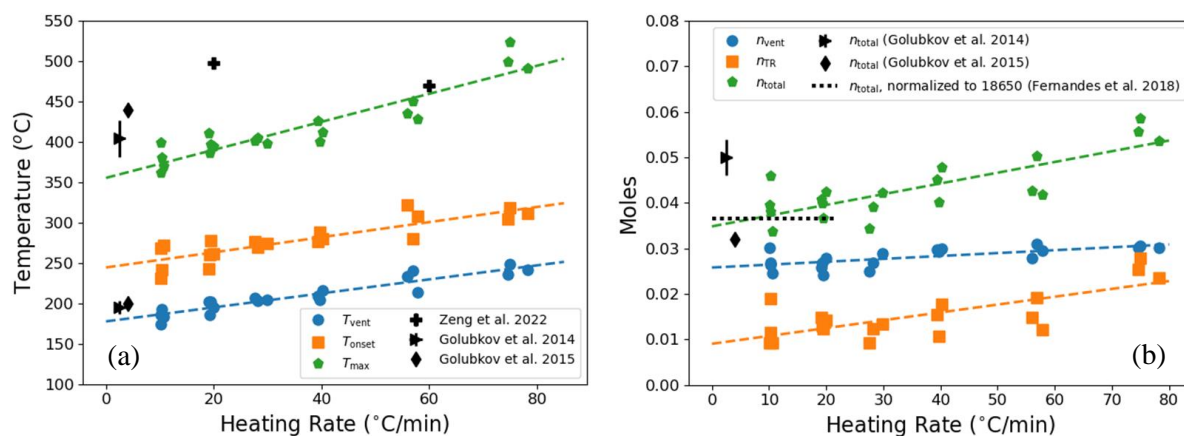 550
500
450
400
350
300
250
200
150
100
Temperature (°C)
0 20 40 60 80
Heating Rate (°C/min)
(a)
T_vent
T_onset
T_max
Zeng et al. 2022
Golubkov et al. 2014
Golubkov et al. 2015
0.08
0.07
0.06
0.05
0.04
0.03
0.02
0.01
0.00
Moles
0 10 20 30 40 50 60 70 80
Heating Rate (°C/min)
(b)
n_vent
n_TR
n_total
n_total (Golubkov et al. 2014)
n_total (Golubkov et al. 2015)
n_total, normalized to 18650 (Fernandes et al. 2018)